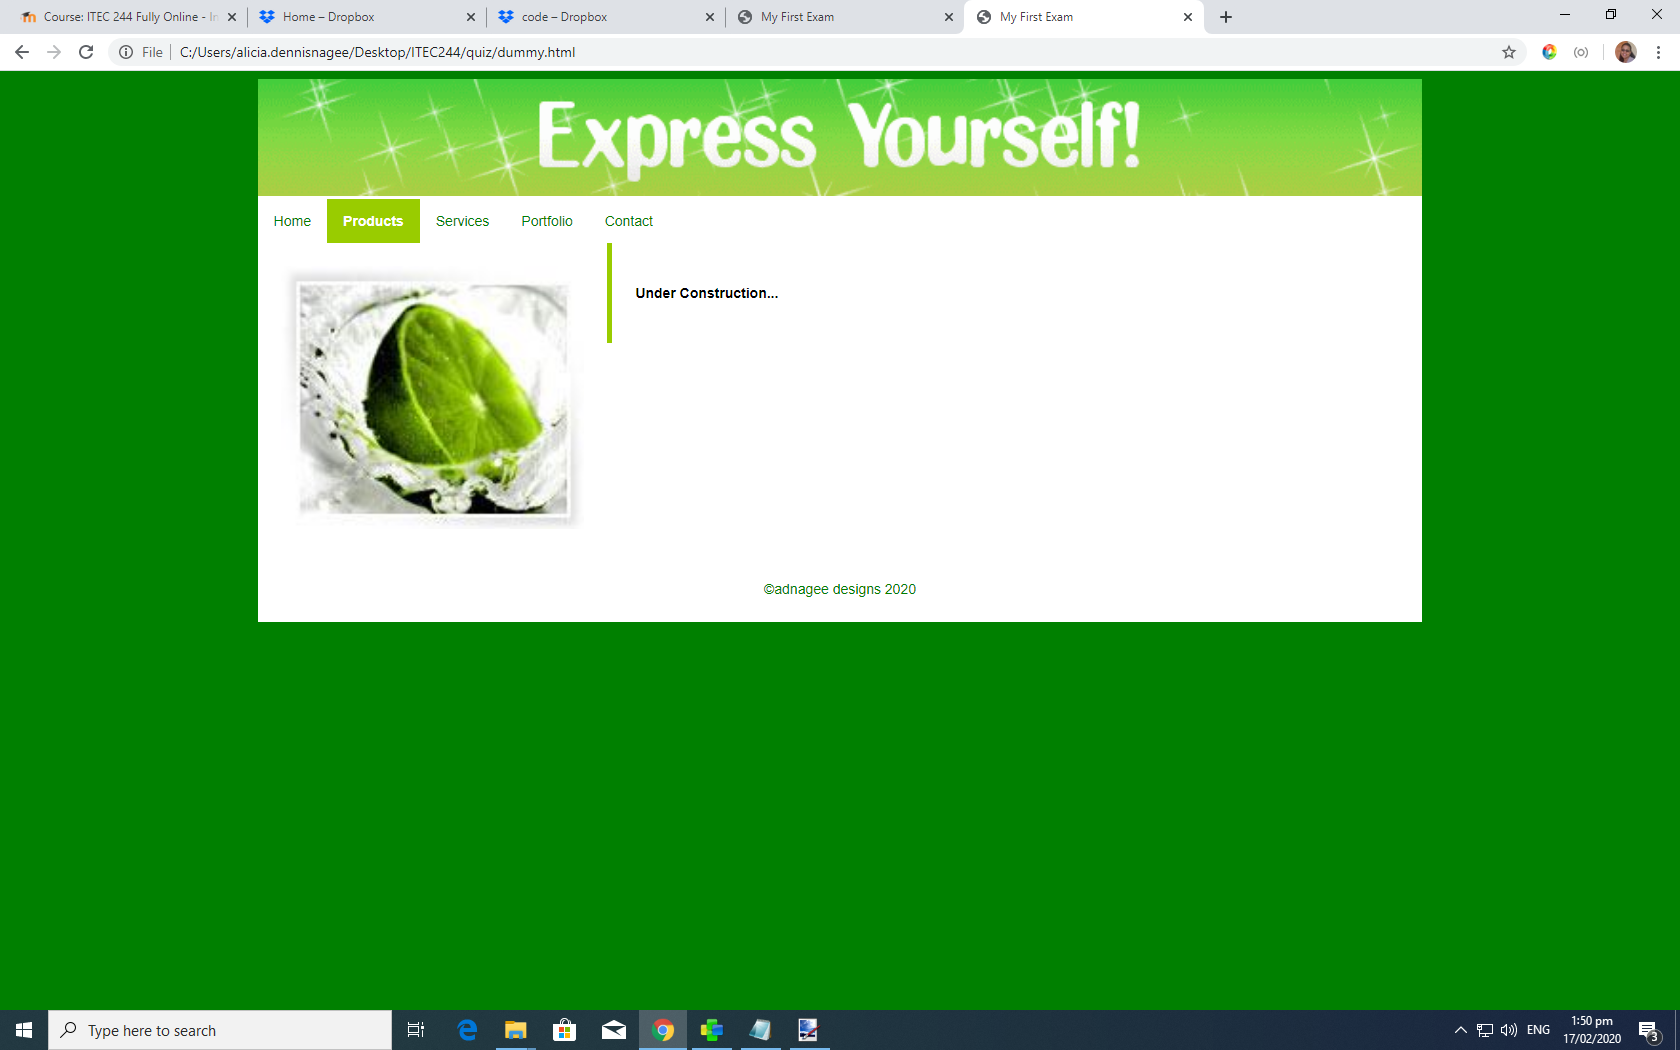 Course: ITEC 244 Fully Online - In
Home – Dropbox
code – Dropbox
My First Exam
My First Exam
File
C:/Users/alicia.dennisnagee/Desktop/ITEC244/quiz/dummy.html
Express Yourself!
Home
Products
Services
Portfolio
Contact
Under Construction...
©adnagee designs 2020
Type here to search
ENG
1:50 pm
17/02/2020
3